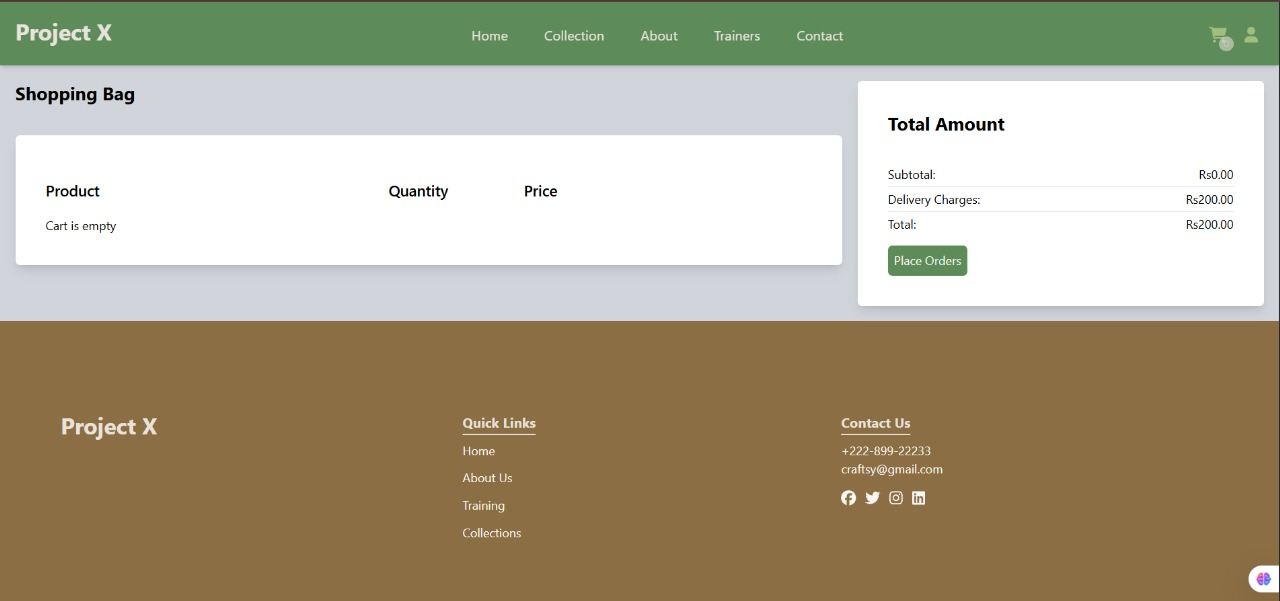 Project X
Home Collection About Trainers Contact
Shopping Bag
Product Quantity Price
Cart is empty
Total Amount
Subtotal: Rs0.00
Delivery Charges: Rs200.00
Total: Rs200.00
Place Orders
Project X
Quick Links
Home
About Us
Training
Collections
Contact Us
+222-899-22233
craftsy@gmail.com